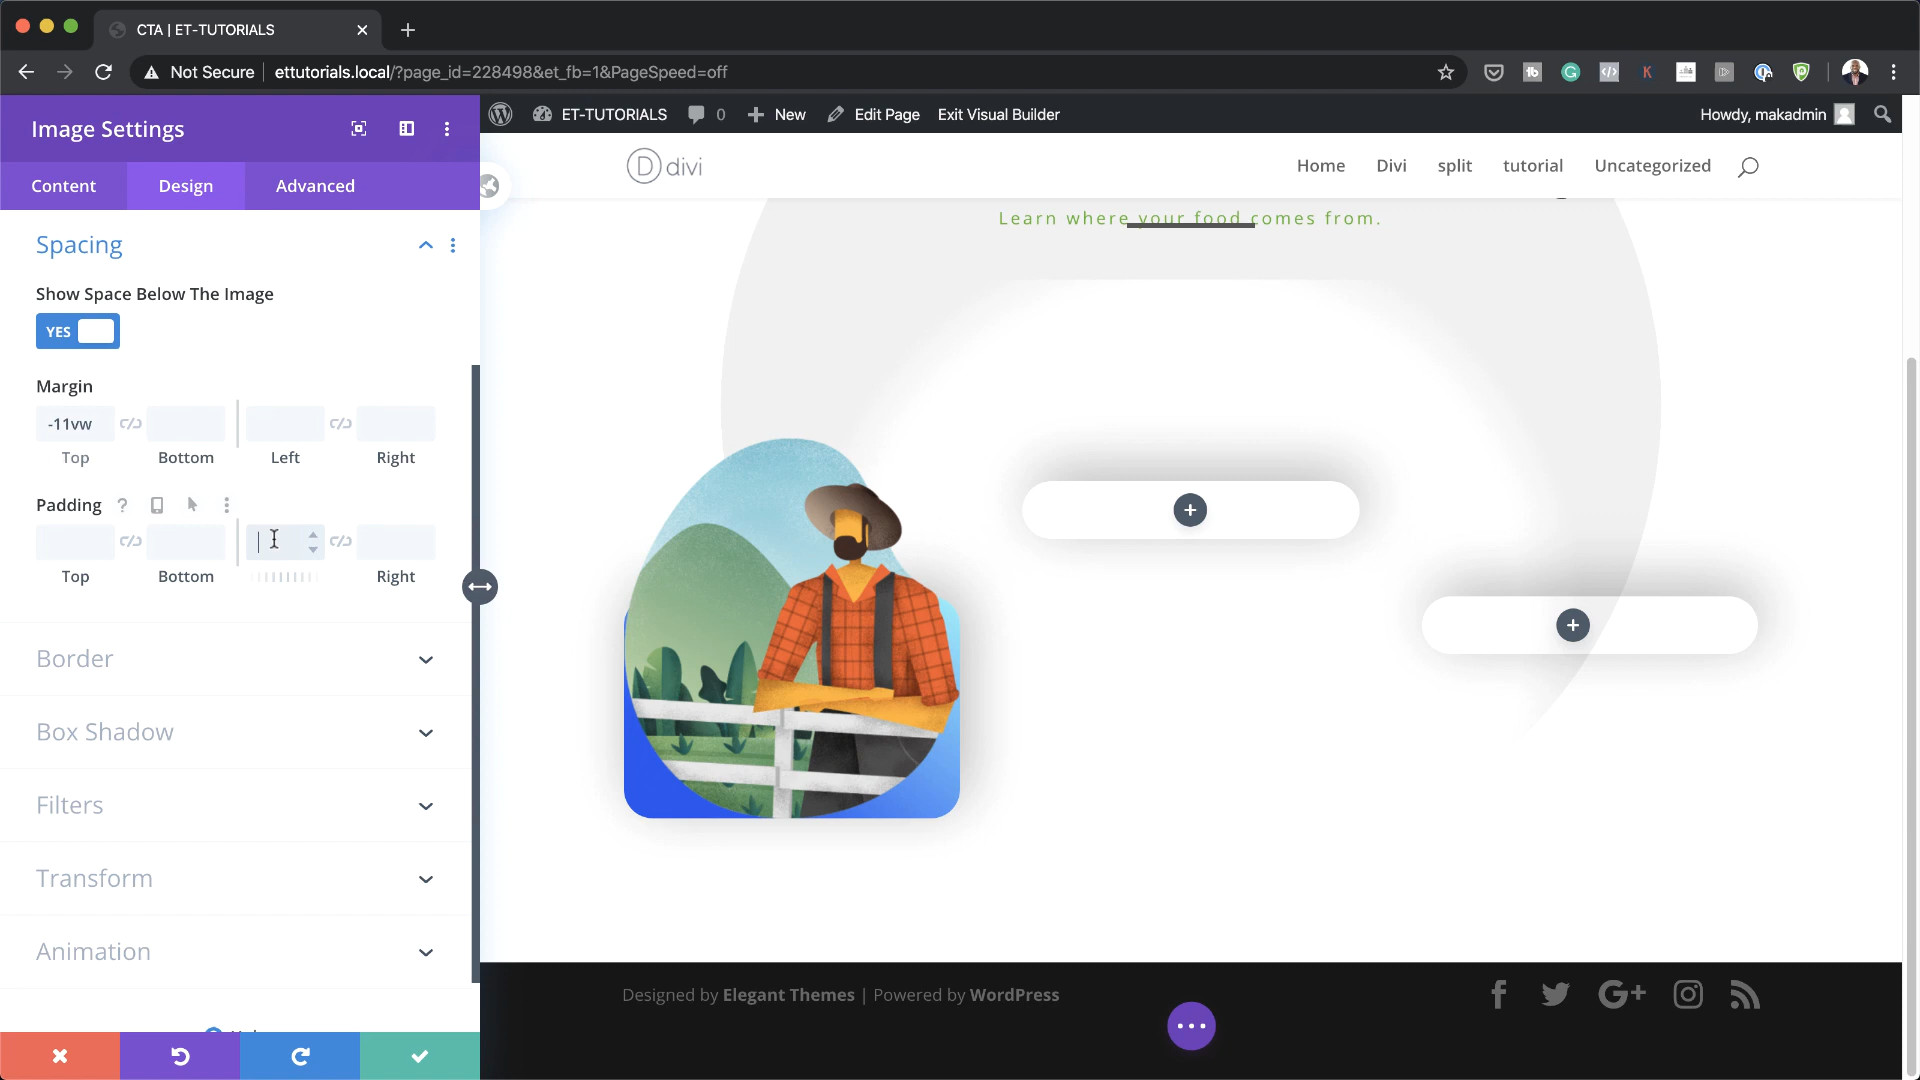 CTA | ET-TUTORIALS
Not Secure
ettutorials.local/?page_id=228498&et_fb=1&PageSpeed=off
ET-TUTORIALS
0
New
Edit Page
Exit Visual Builder
Howdy, makadmin
Image Settings
Content
Design
Advanced
divi
Home
Divi
split
tutorial
Uncategorized
Learn where your food comes from.
Spacing
Show Space Below The Image
YES
Margin
-11vw
Top
Bottom
Left
Right
Padding
Top
Bottom
Right
Border
Box Shadow
Filters
Transform
Animation
Designed by Elegant Themes | Powered by WordPress